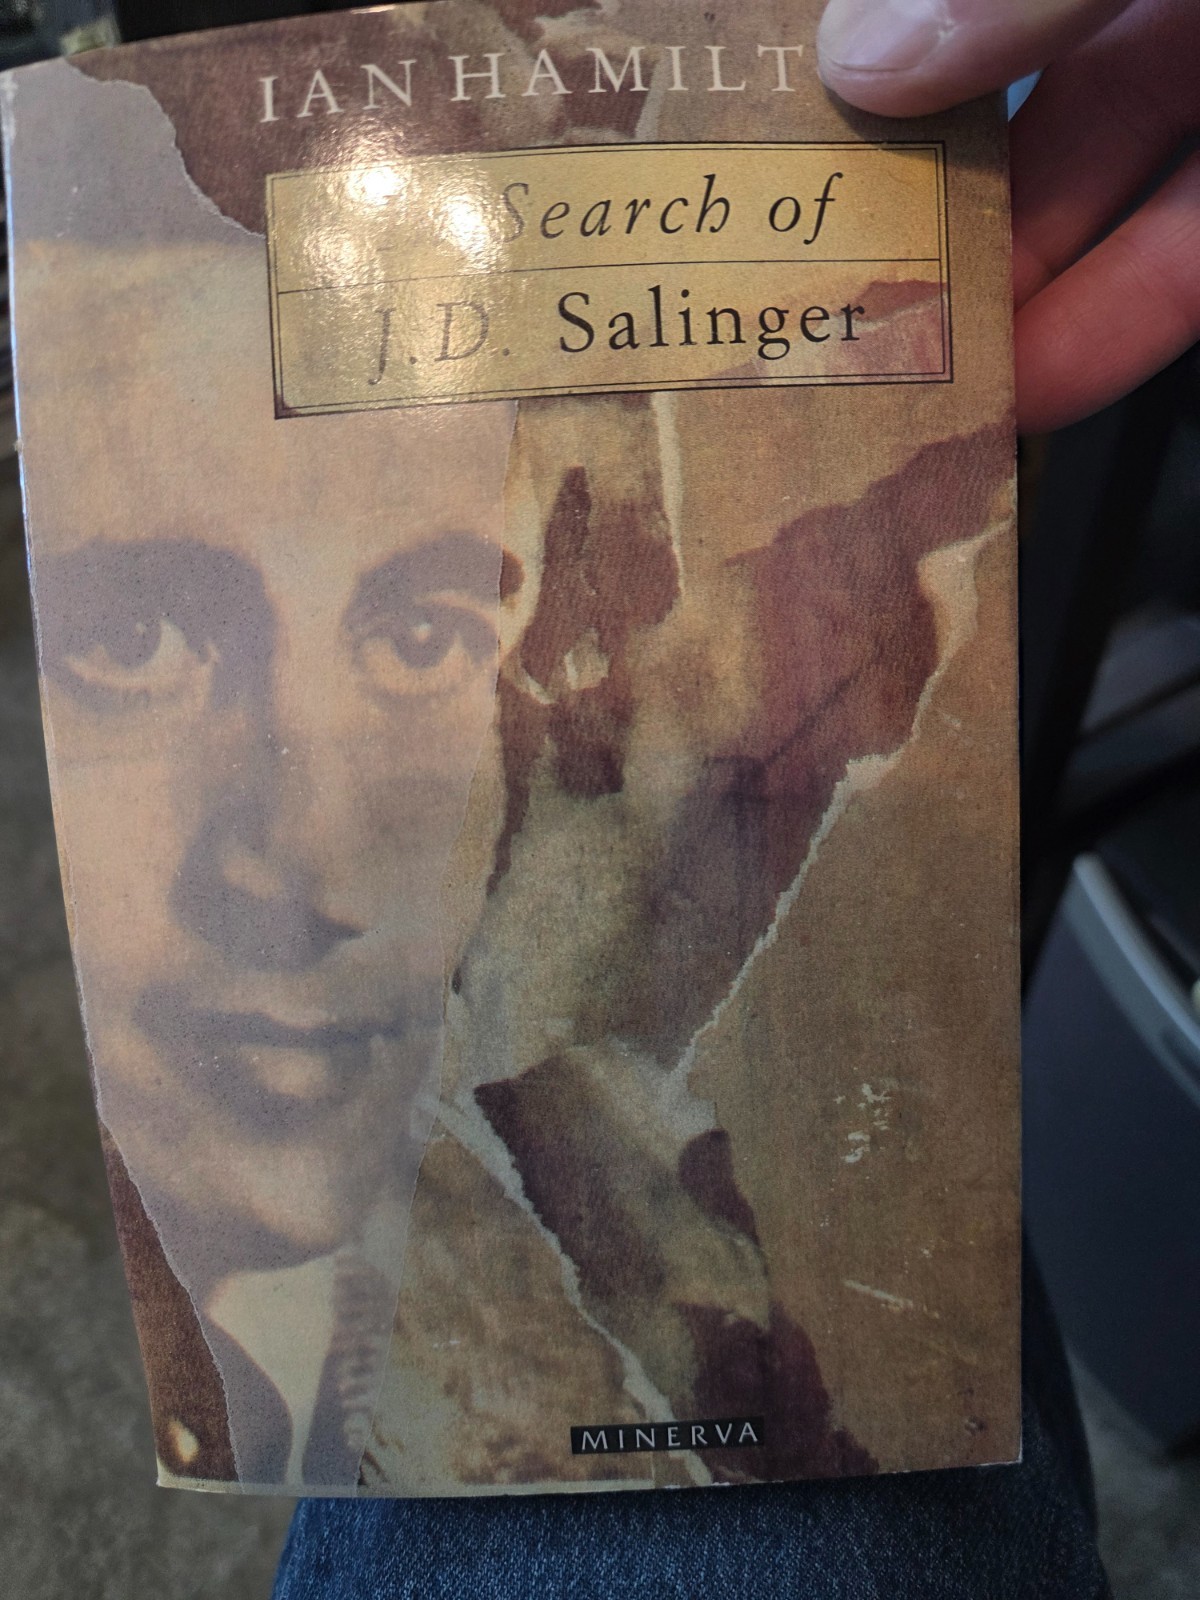 IAN HAMILT
Search of
J.D. Salinger
MINERVA